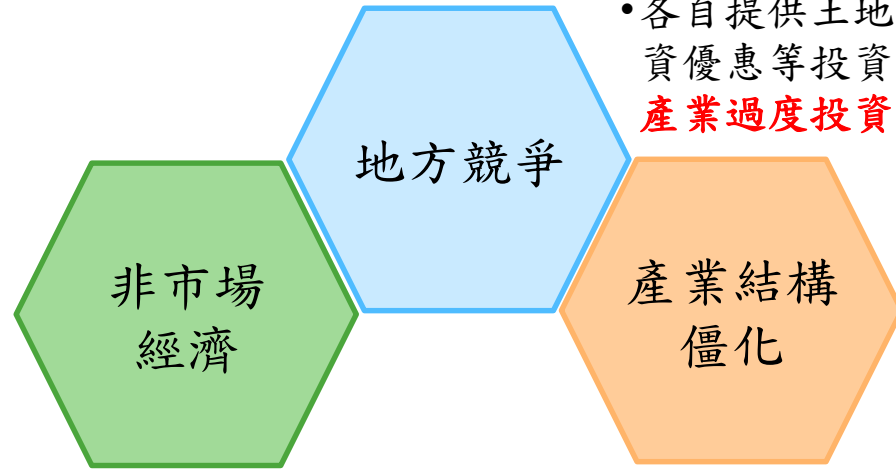 •各自提供土地
資優惠等投資
產業過度投資
地方競爭
非市場
經濟
產業結構
僵化